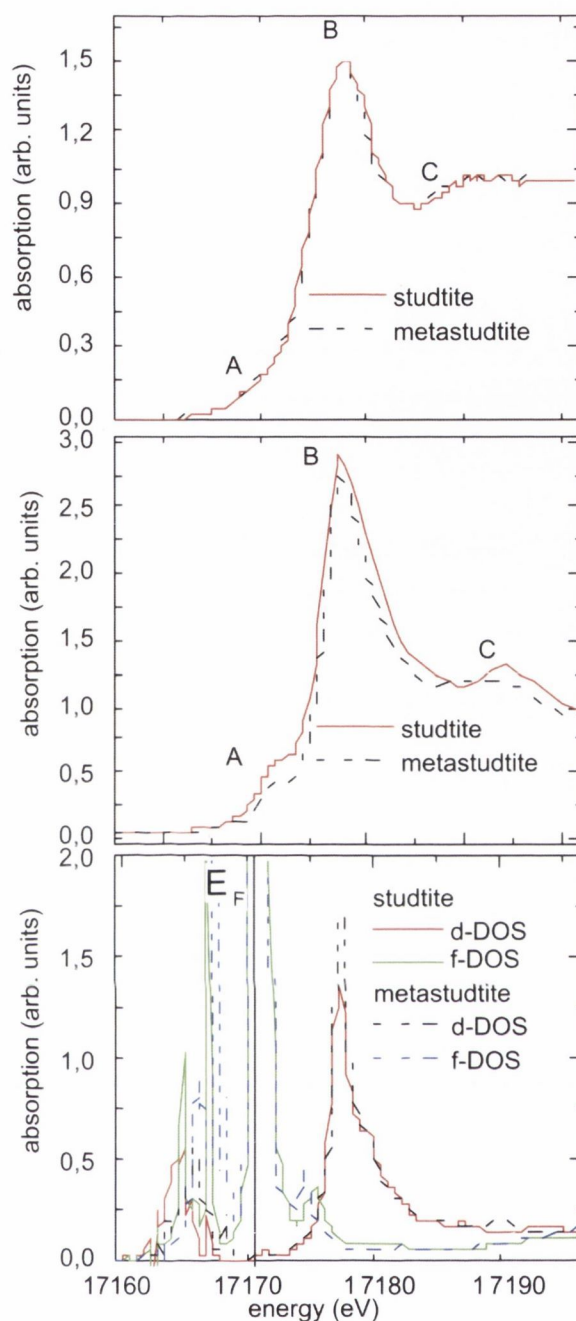 B
1,5
1,2
C
0,9
0,6
studtite
metastudtite
0,3
A
0,0
absorption (arb. units)
3,0
B
2,5
2,0
1,5
C
1,0
studtite
metastudtite
0,5
A
0,0
absorption (arb. units)
2,0
E F
studtite
d-DOS
f-DOS
1,5
metastudtite
d-DOS
1,0
f-DOS
0,5
0,0
absorption (arb. units)
17160 17170 17180 17190
energy (eV)